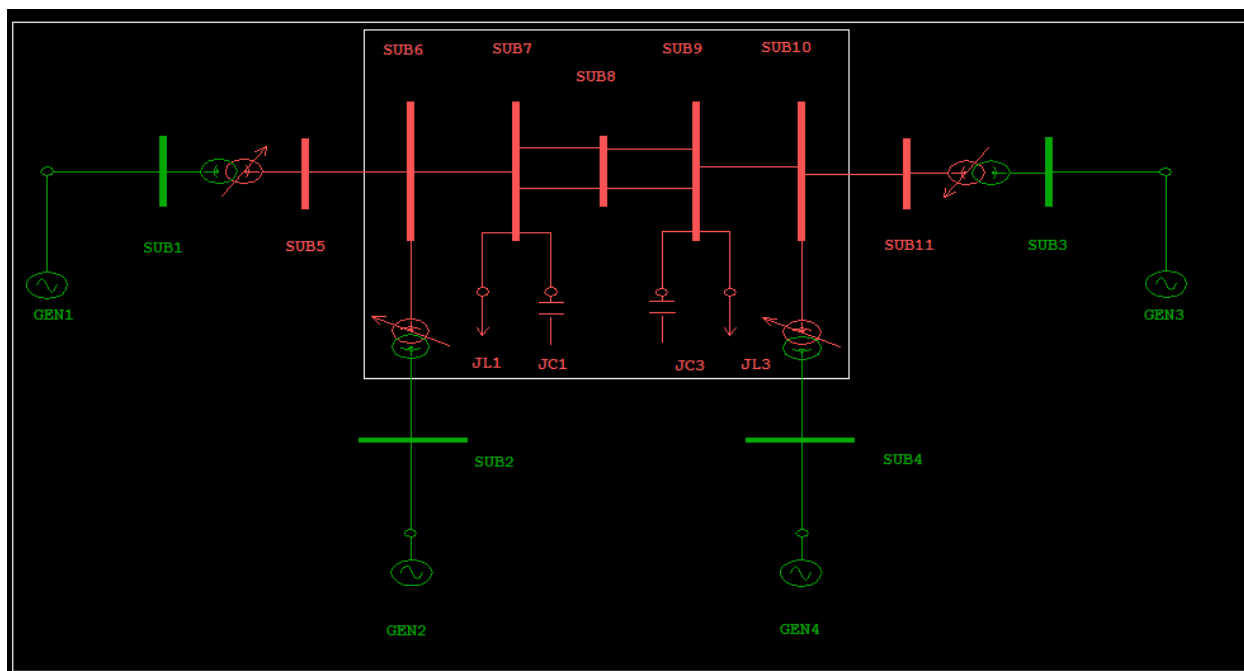 SUB6
SUB7
SUB9
SUB10
SUB8
SUB1
SUB5
SUB11
SUB3
GEN1
GEN3
JL1
JC1
JC3
JL3
SUB2
SUB4
GEN2
GEN4